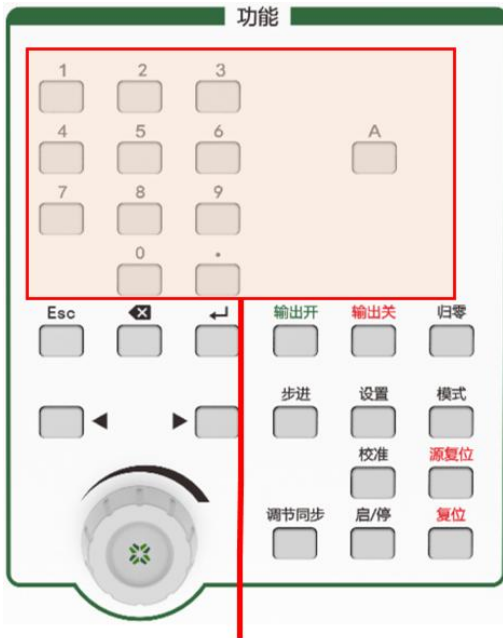 功能
1 2 3
4 5 6 A
7 8 9
0 .
Esc ⌫ ↵ 输出开 输出关 归零
◀ ▶ 步进 设置 模式
校准 源复位
调节同步 启/停 复位